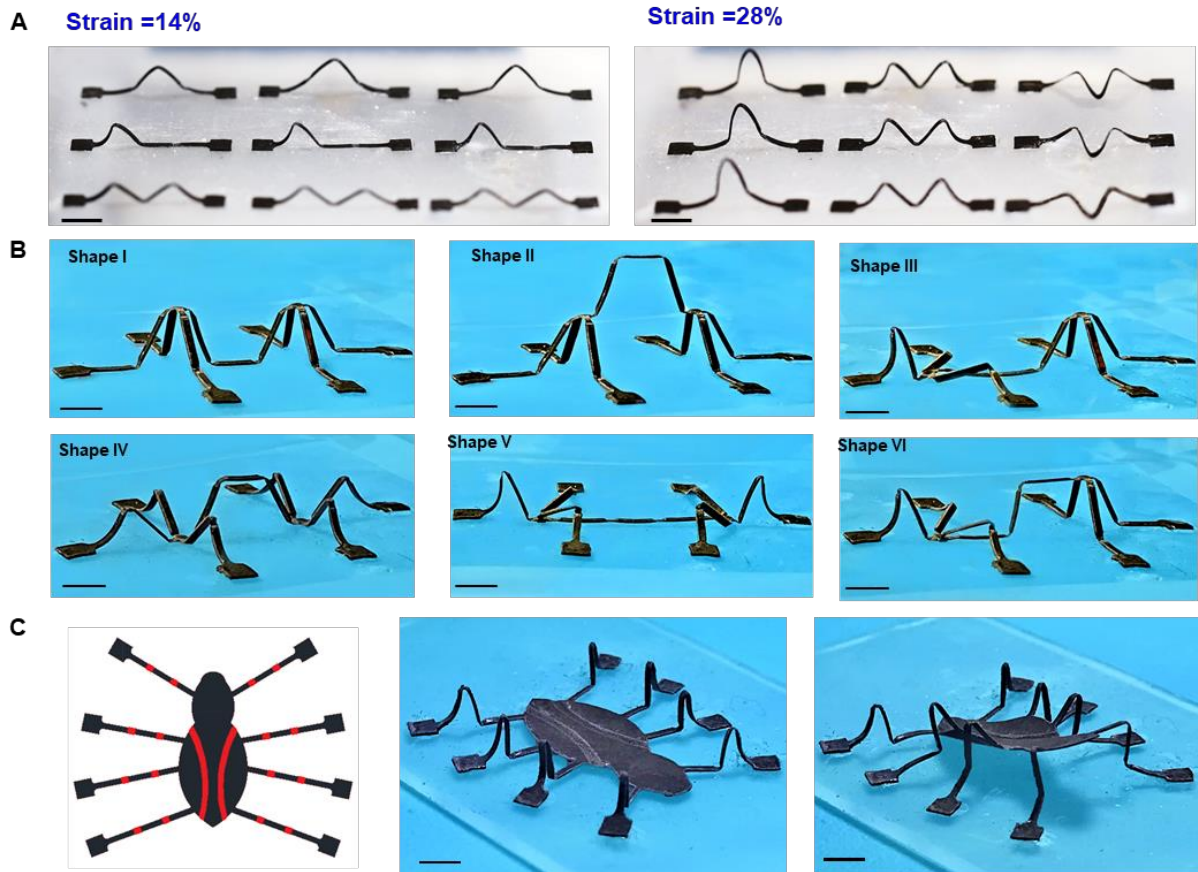 A
Strain =14%
Strain =28%
B
Shape I
Shape II
Shape III
Shape IV
Shape V
Shape VI
C